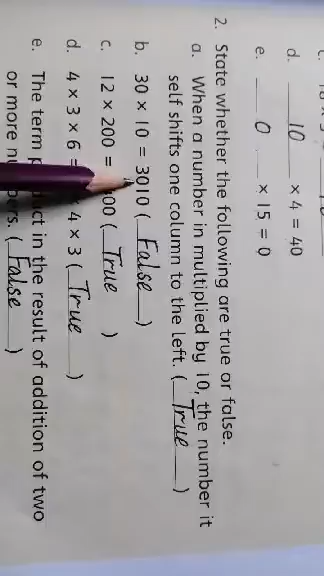 d. 10 × 4 = 40
e. 0 × 15 = 0
2. State whether the following are true or false.
a. When a number in multiplied by 10, the number it
self shifts one column to the left. (True)
b. 30 × 10 = 3010 (False)
c. 12 × 200 = 00 (True)
d. 4 × 3 × 6 = × 4 × 3 (True)
e. The term in the result of addition of two
or more (False)